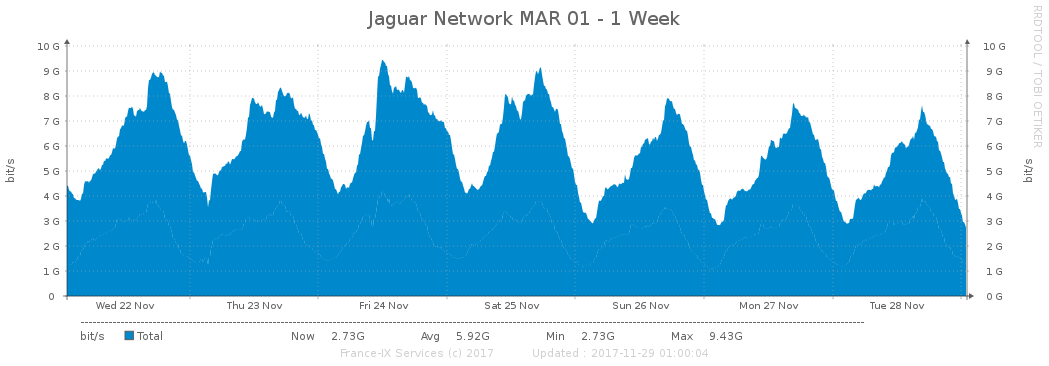 Jaguar Network MAR 01 - 1 Week
RRDTOOL / TOBI OETIKER
bit/s
10 G 10 G
9 G 9 G
8 G 8 G
7 G 7 G
6 G 6 G
5 G 5 G
4 G 4 G
3 G 3 G
2 G 2 G
1 G 1 G
0 0 G
bit/s
Wed 22 Nov Thu 23 Nov Fri 24 Nov Sat 25 Nov Sun 26 Nov Mon 27 Nov Tue 28 Nov
bit/s Total Now 2.73G Avg 5.92G Min 2.73G Max 9.43G
France-IX Services (c) 2017 Updated : 2017-11-29 01:00:04